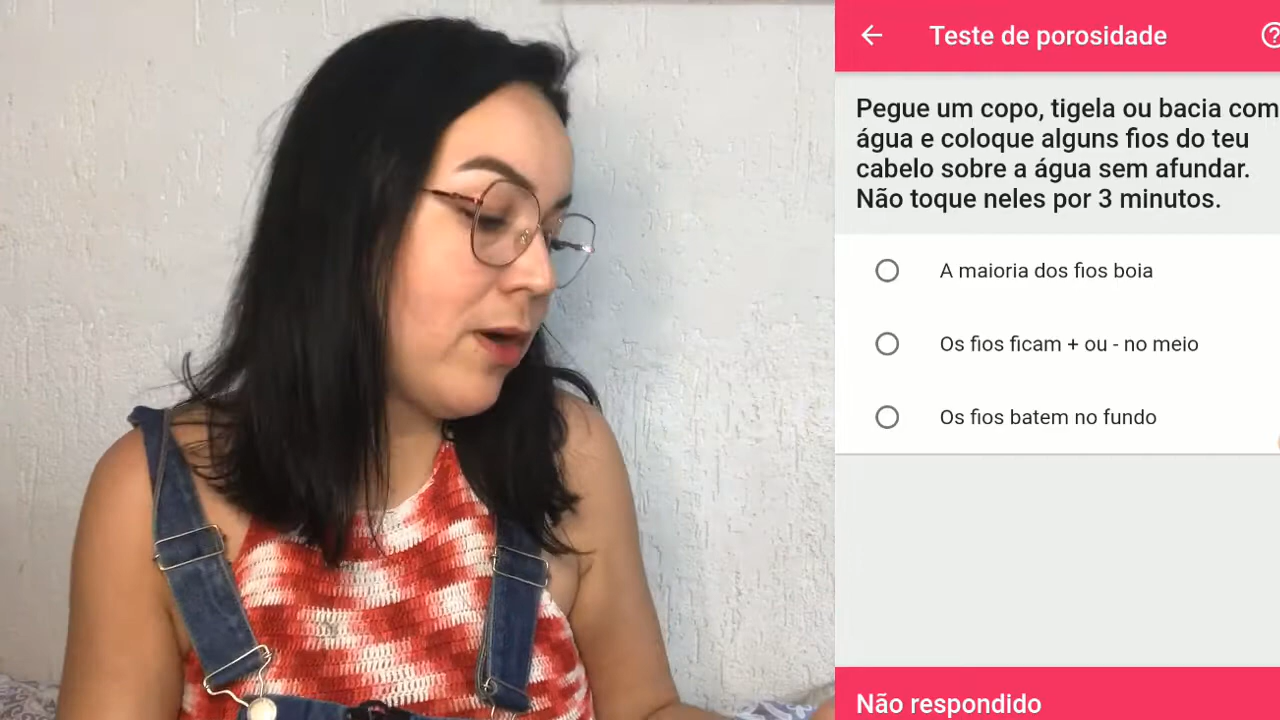 Teste de porosidade
Pegue um copo, tigela ou bacia com
água e coloque alguns fios do teu
cabelo sobre a água sem afundar.
Não toque neles por 3 minutos.
A maioria dos fios boia
Os fios ficam + ou - no meio
Os fios batem no fundo
Não respondido